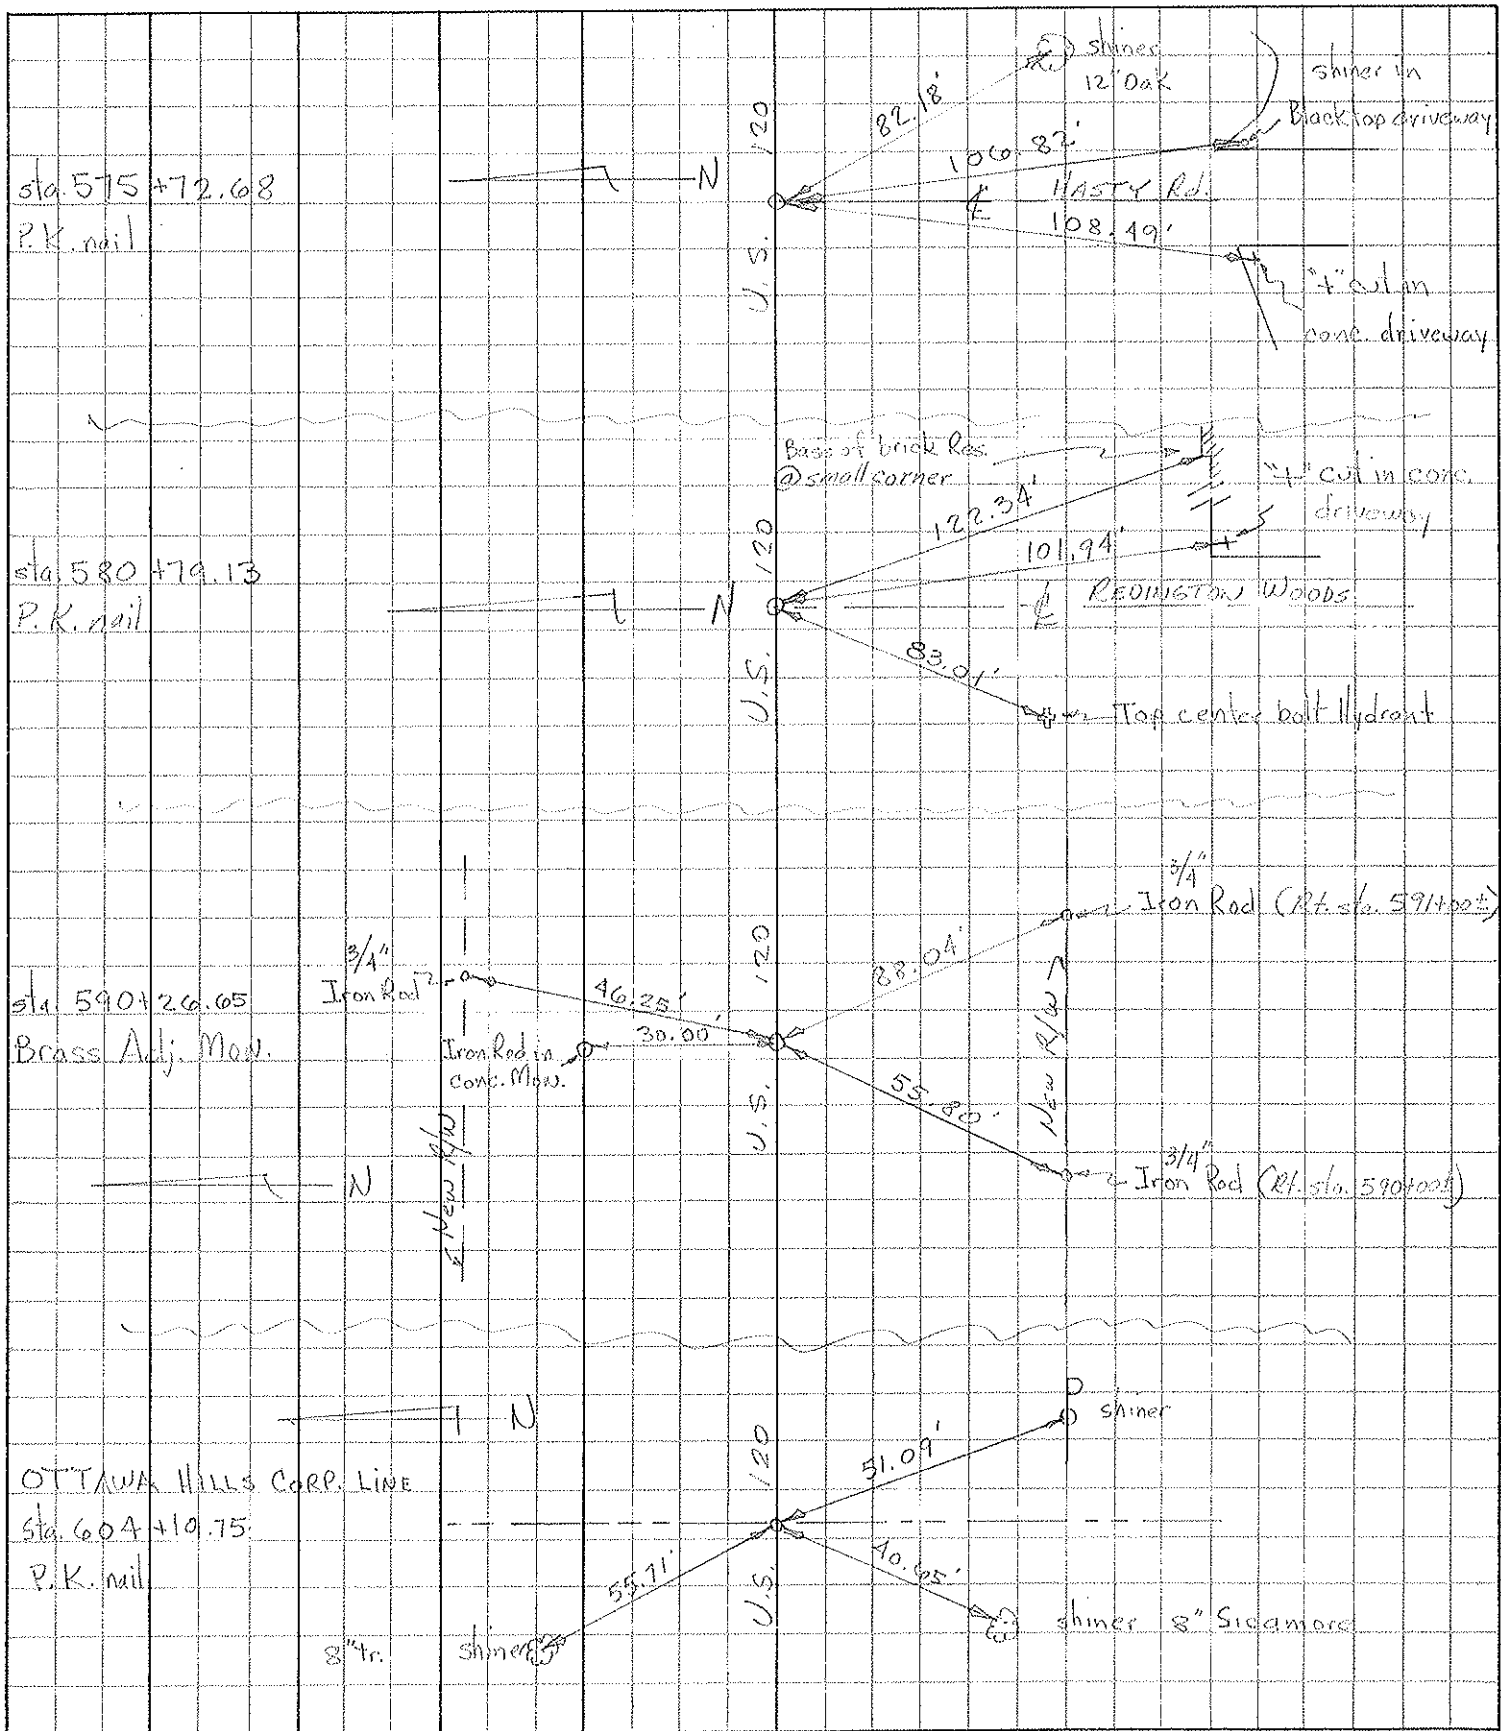 shiner
12" Oak
shiner in
Blacktop driveway
82.18'
106.82'
120
N
sta. 575 +72.68
P.K. nail
℄ HASTY Rd.
108.49'
U.S.
"+" cut in
conc. driveway
Base of brick Res.
@ small corner
"+" cut in conc.
driveway
122.34'
120
101.94'
sta. 580 +79.13
P.K. nail
N
℄ REDINGTON WOODS
U.S.
83.01'
Top center bolt Hydrant
3/4"
Iron Rod (Rt. sta. 591+00±)
88.04'
120
3/4"
Iron Rod
46.25'
sta. 590+26.65
Brass Adj. Mon.
30.00'
Iron Rod in
conc. Mon.
New R/W
U.S.
55.80'
3/4"
Iron Rod (Rt. sta. 590+00±)
N
New R/W
N
shiner
51.09'
120
OTTAWA HILLS CORP. LINE
sta. 604 +10.75
P.K. nail
55.71'
U.S.
40.65'
shiner 8" Sicamore
8" tr. shiner